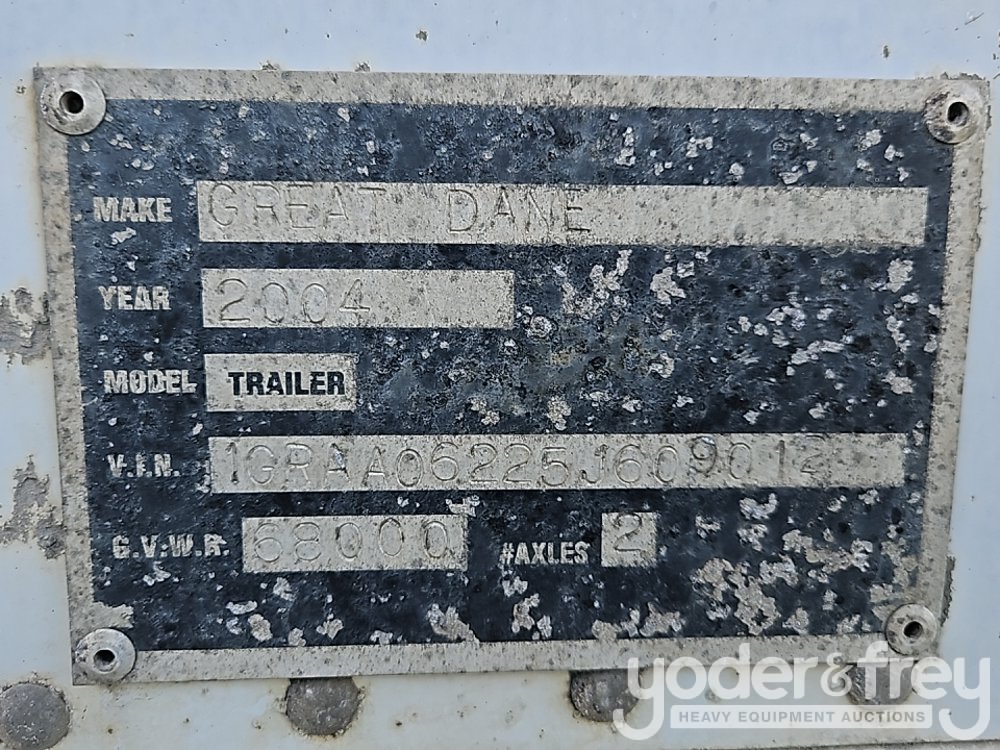 MAKE GREAT DANE
YEAR 2004
MODEL TRAILER
V.I.N. 1GRAA06225J609012
G.V.W.R. 68000 #AXLES 2
yoder&frey
HEAVY EQUIPMENT AUCTIONS